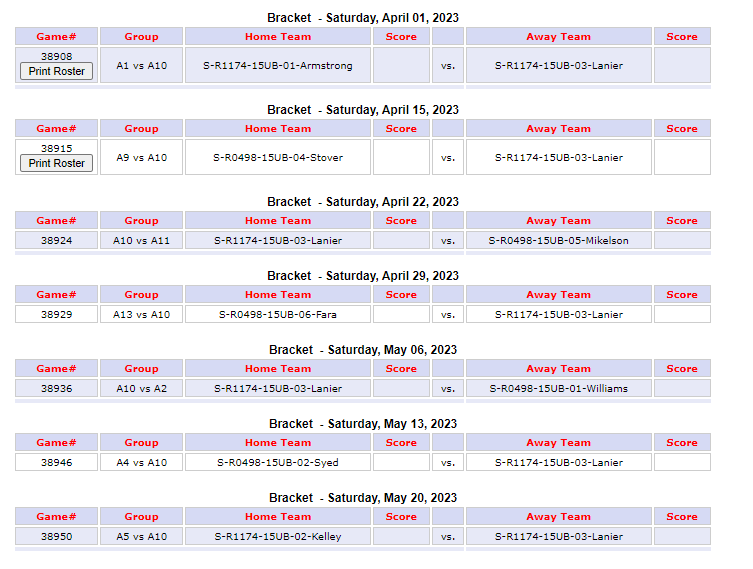 Bracket - Saturday, April 01, 2023
Game# Group Home Team Score Away Team Score
38908 Print Roster A1 vs A10 S-R1174-15UB-01-Armstrong vs. S-R1174-15UB-03-Lanier
Bracket - Saturday, April 15, 2023
Game# Group Home Team Score Away Team Score
38915 Print Roster A9 vs A10 S-R0498-15UB-04-Stover vs. S-R1174-15UB-03-Lanier
Bracket - Saturday, April 22, 2023
Game# Group Home Team Score Away Team Score
38924 A10 vs A11 S-R1174-15UB-03-Lanier vs. S-R0498-15UB-05-Mikelson
Bracket - Saturday, April 29, 2023
Game# Group Home Team Score Away Team Score
38929 A13 vs A10 S-R0498-15UB-06-Fara vs. S-R1174-15UB-03-Lanier
Bracket - Saturday, May 06, 2023
Game# Group Home Team Score Away Team Score
38936 A10 vs A2 S-R1174-15UB-03-Lanier vs. S-R0498-15UB-01-Williams
Bracket - Saturday, May 13, 2023
Game# Group Home Team Score Away Team Score
38946 A4 vs A10 S-R0498-15UB-02-Syed vs. S-R1174-15UB-03-Lanier
Bracket - Saturday, May 20, 2023
Game# Group Home Team Score Away Team Score
38950 A5 vs A10 S-R1174-15UB-02-Kelley vs. S-R1174-15UB-03-Lanier